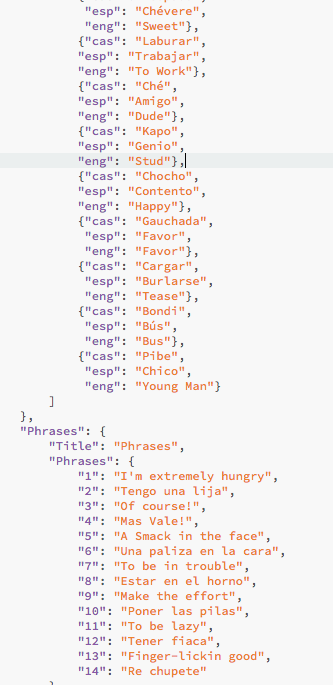 "esp": "Chévere",
"eng": "Sweet"},
{"cas": "Laburar",
"esp": "Trabajar",
"eng": "To Work"},
{"cas": "Ché",
"esp": "Amigo",
"eng": "Dude"},
{"cas": "Kapo",
"esp": "Genio",
"eng": "Stud"},
{"cas": "Chocho",
"esp": "Contento",
"eng": "Happy"},
{"cas": "Gauchada",
"esp": "Favor",
"eng": "Favor"},
{"cas": "Cargar",
"esp": "Burlarse",
"eng": "Tease"},
{"cas": "Bondi",
"esp": "Bús",
"eng": "Bus"},
{"cas": "Pibe",
"esp": "Chico",
"eng": "Young Man"}
]
},
"Phrases": {
"Title": "Phrases",
"Phrases": {
"1": "I'm extremely hungry",
"2": "Tengo una lija",
"3": "Of course!",
"4": "Mas Vale!",
"5": "A Smack in the face",
"6": "Una paliza en la cara",
"7": "To be in trouble",
"8": "Estar en el horno",
"9": "Make the effort",
"10": "Poner las pilas",
"11": "To be lazy",
"12": "Tener fiaca",
"13": "Finger-lickin good",
"14": "Re chupete"